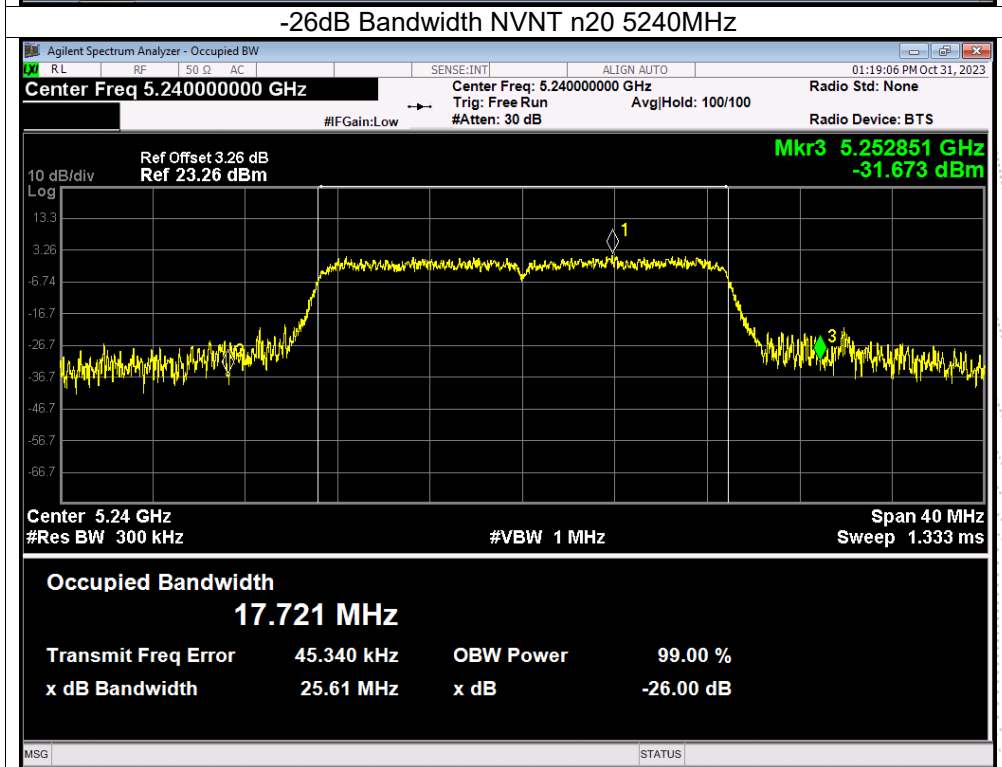 -26dB Bandwidth NVNT n20 5240MHz
Agilent Spectrum Analyzer - Occupied BW
LXI RL RF 50 Ω AC SENSE:INT ALIGN AUTO 01:19:06 PM Oct 31, 2023
Center Freq 5.240000000 GHz Center Freq: 5.240000000 GHz Radio Std: None
Trig: Free Run Avg|Hold: 100/100
#IFGain:Low #Atten: 30 dB Radio Device: BTS
Mkr3 5.252851 GHz
-31.673 dBm
Ref Offset 3.26 dB
10 dB/div Ref 23.26 dBm
Log
13.3
3.26
-6.74
-16.7
-26.7
-36.7
-46.7
-56.7
-66.7
1
2
3
Center 5.24 GHz Span 40 MHz
#Res BW 300 kHz #VBW 1 MHz Sweep 1.333 ms
Occupied Bandwidth
17.721 MHz
Transmit Freq Error 45.340 kHz OBW Power 99.00 %
x dB Bandwidth 25.61 MHz x dB -26.00 dB
MSG STATUS